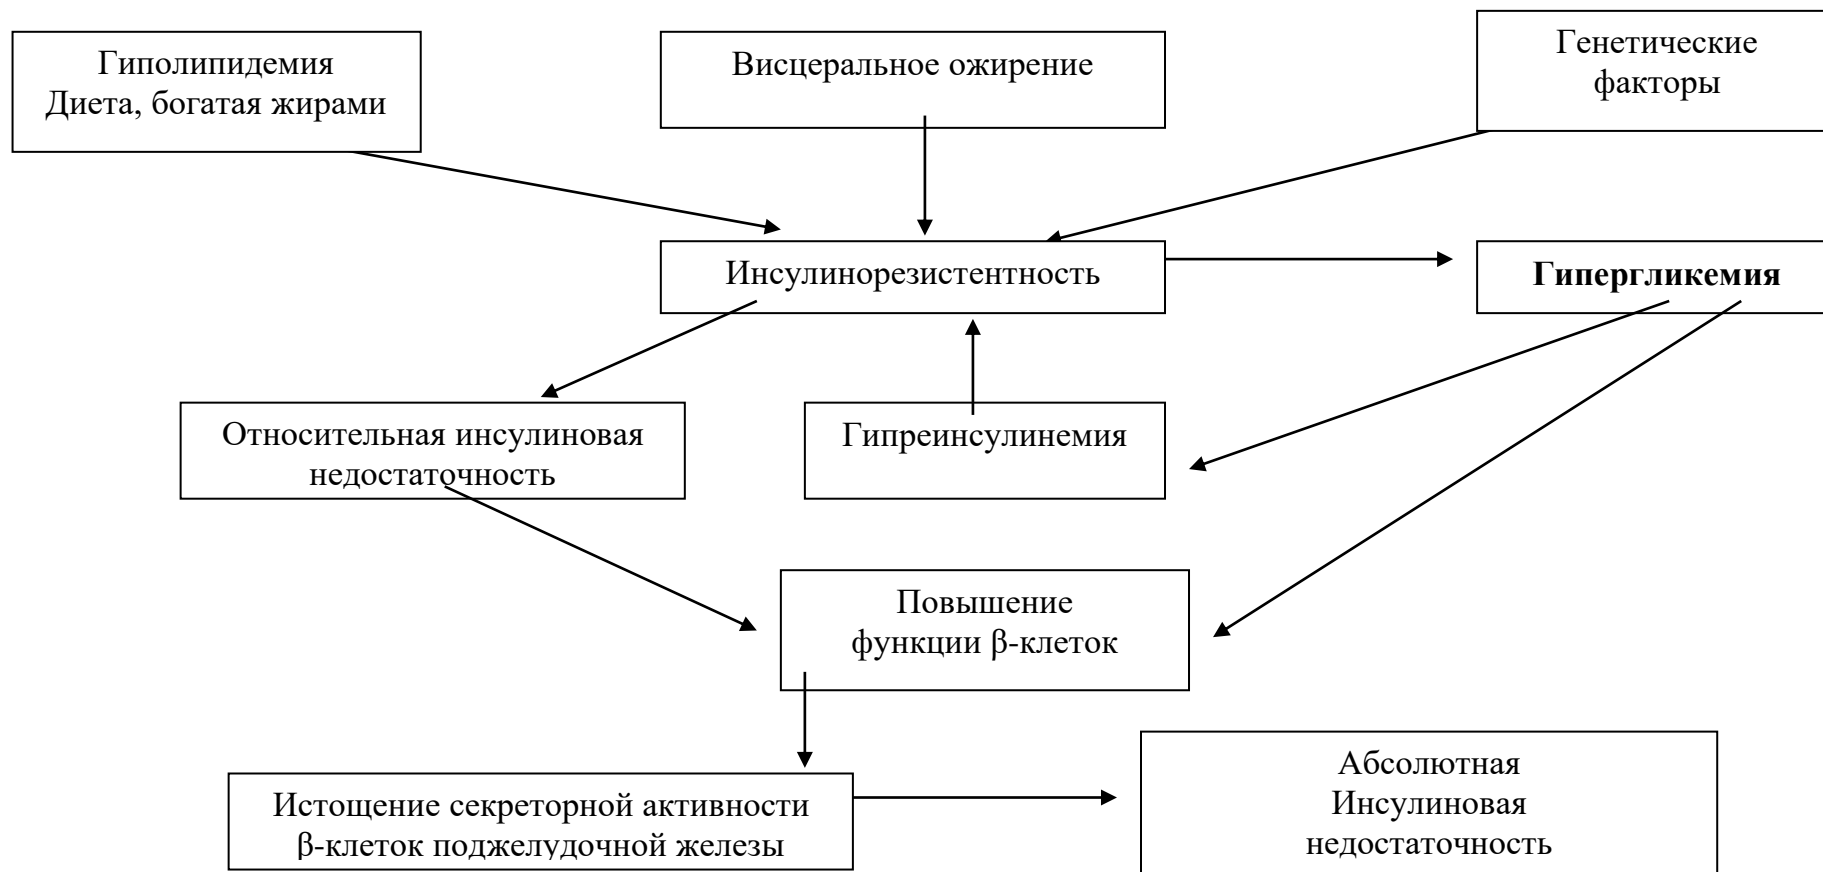 Гиполипидемия
Диета, богатая жирами
Висцеральное ожирение
Генетические
факторы
Инсулинорезистентность
Гипергликемия
Относительная инсулиновая
недостаточность
Гипреинсулинемия
Повышение
функции β-клеток
Истощение секреторной активности
β-клеток поджелудочной железы
Абсолютная
Инсулиновая
недостаточность